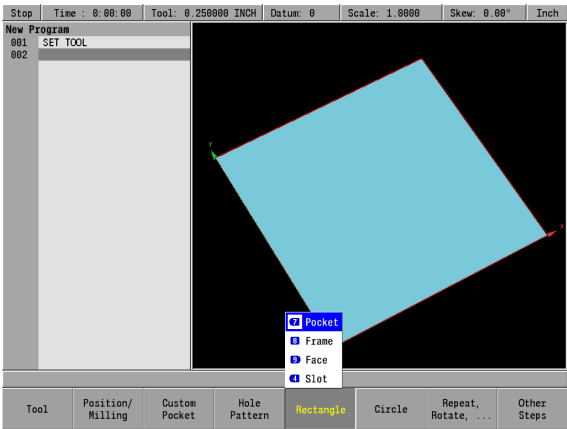 Stop Time : 0:00:00 Tool: 0.250000 INCH Datum: 0 Scale: 1.0000 Skew: 0.00° Inch
New Program
001 SET TOOL
002
y
x
7 Pocket
8 Frame
9 Face
4 Slot
Tool Position/ Milling Custom Pocket Hole Pattern Rectangle Circle Repeat, Rotate, ... Other Steps